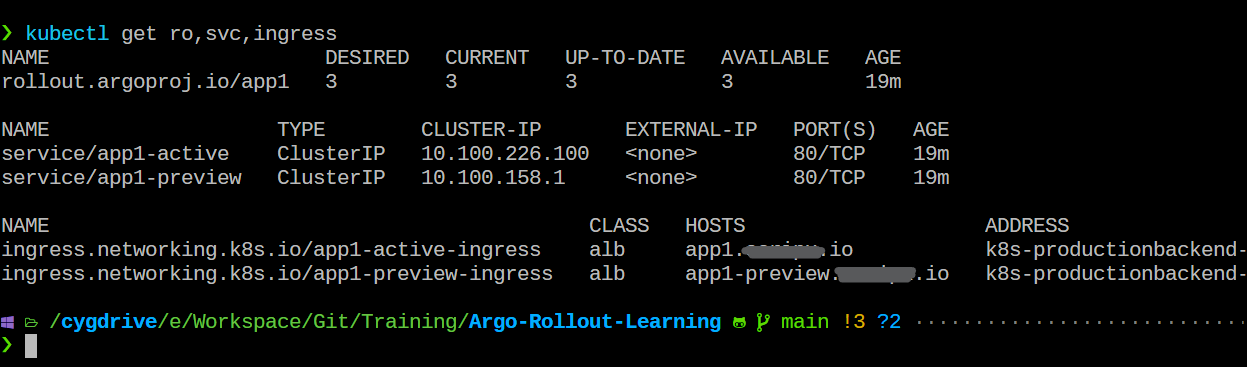 ❯ kubectl get ro,svc,ingress
NAME DESIRED CURRENT UP-TO-DATE AVAILABLE AGE
rollout.argoproj.io/app1 3 3 3 3 19m
NAME TYPE CLUSTER-IP EXTERNAL-IP PORT(S) AGE
service/app1-active ClusterIP 10.100.226.100 <none> 80/TCP 19m
service/app1-preview ClusterIP 10.100.158.1 <none> 80/TCP 19m
NAME CLASS HOSTS ADDRESS
ingress.networking.k8s.io/app1-active-ingress alb app1. .io k8s-productionbackend-
ingress.networking.k8s.io/app1-preview-ingress alb app1-preview. .io k8s-productionbackend-
/cygdrive/e/Workspace/Git/Training/Argo-Rollout-Learning main !3 ?2
❯